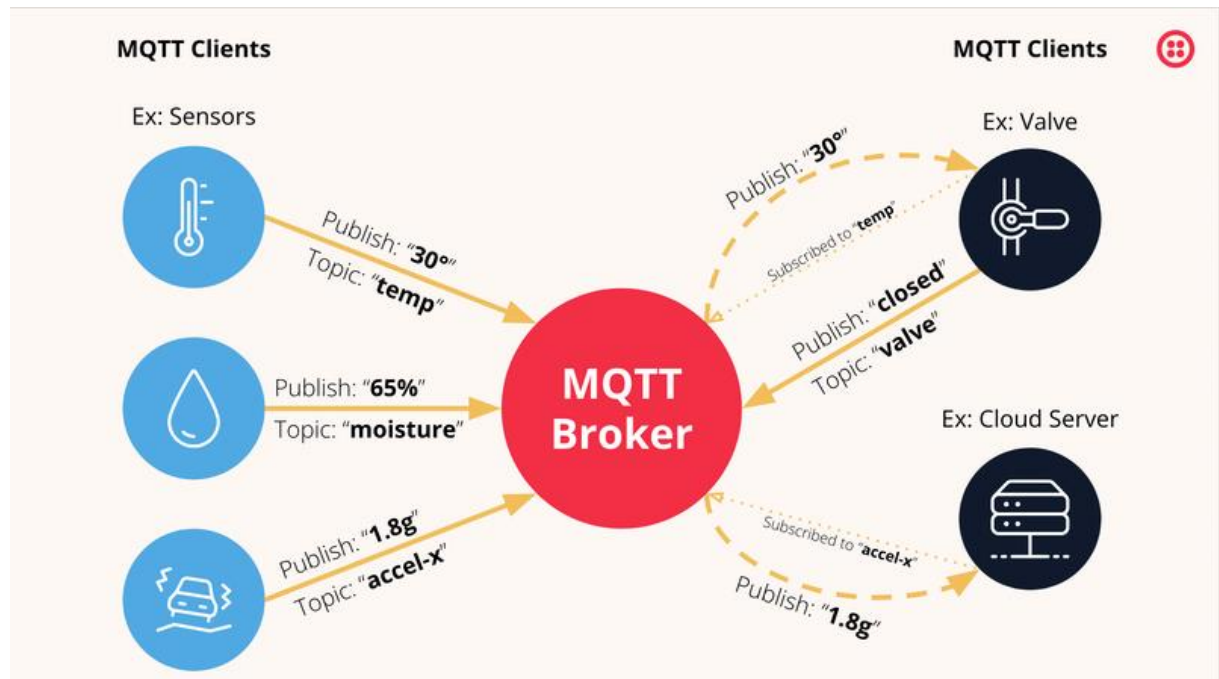 MQTT Clients
MQTT Clients
Ex: Sensors
Ex: Valve
Publish: "30°"
Topic: "temp"
Publish: "30°"
Subscribed to "temp"
Publish: "closed"
Topic: "valve"
Publish: "65%"
Topic: "moisture"
MQTT
Broker
Ex: Cloud Server
Publish: "1.8g"
Topic: "accel-x"
Subscribed to "accel-x"
Publish: "1.8g"